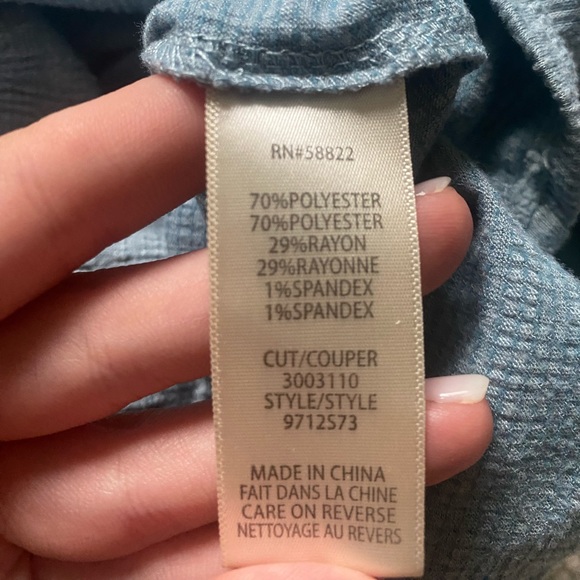 RN#58822
70%POLYESTER
70%POLYESTER
29%RAYON
29%RAYONNE
1%SPANDEX
1%SPANDEX
CUT/COUPER
3003110
STYLE/STYLE
9712573
MADE IN CHINA
FAIT DANS LA CHINE
CARE ON REVERSE
NETTOYAGE AU REVERS